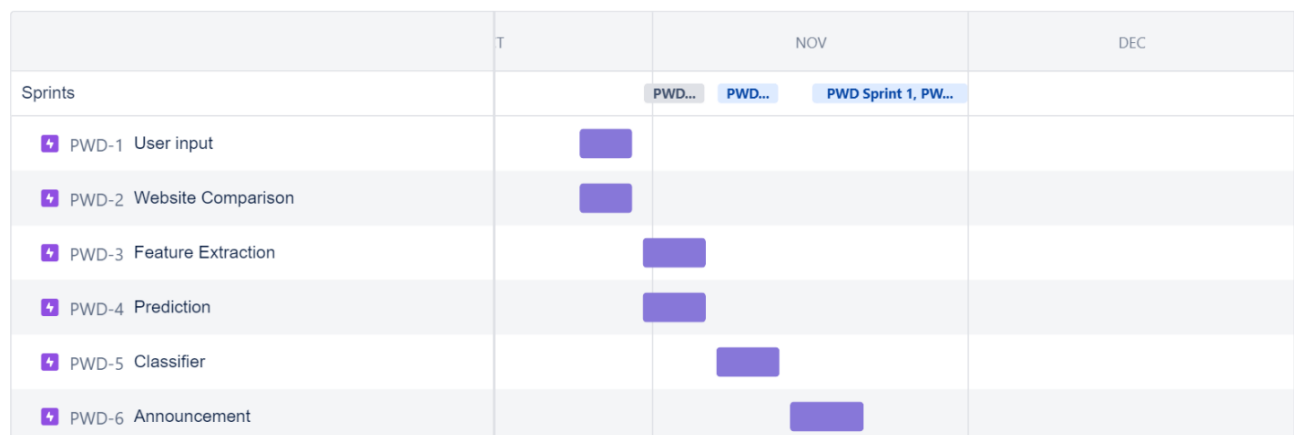 T NOV DEC
Sprints PWD... PWD... PWD Sprint 1, PW...
PWD-1 User input
PWD-2 Website Comparison
PWD-3 Feature Extraction
PWD-4 Prediction
PWD-5 Classifier
PWD-6 Announcement